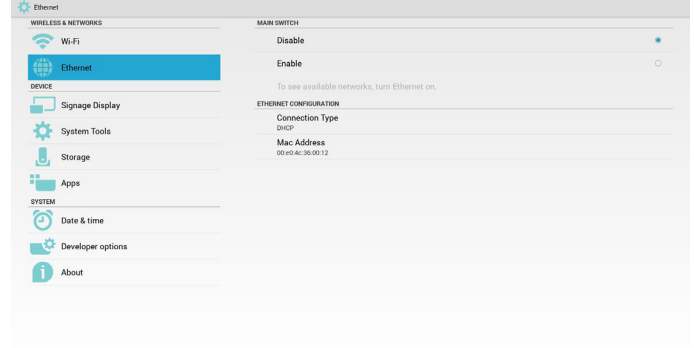 Ethernet
WIRELESS & NETWORKS
Wi-Fi
Ethernet
DEVICE
Signage Display
System Tools
Storage
Apps
SYSTEM
Date & time
Developer options
About
MAIN SWITCH
Disable
Enable
To see available networks, turn Ethernet on.
ETHERNET CONFIGURATION
Connection Type
DHCP
Mac Address
00:e0:4c:36:00:12